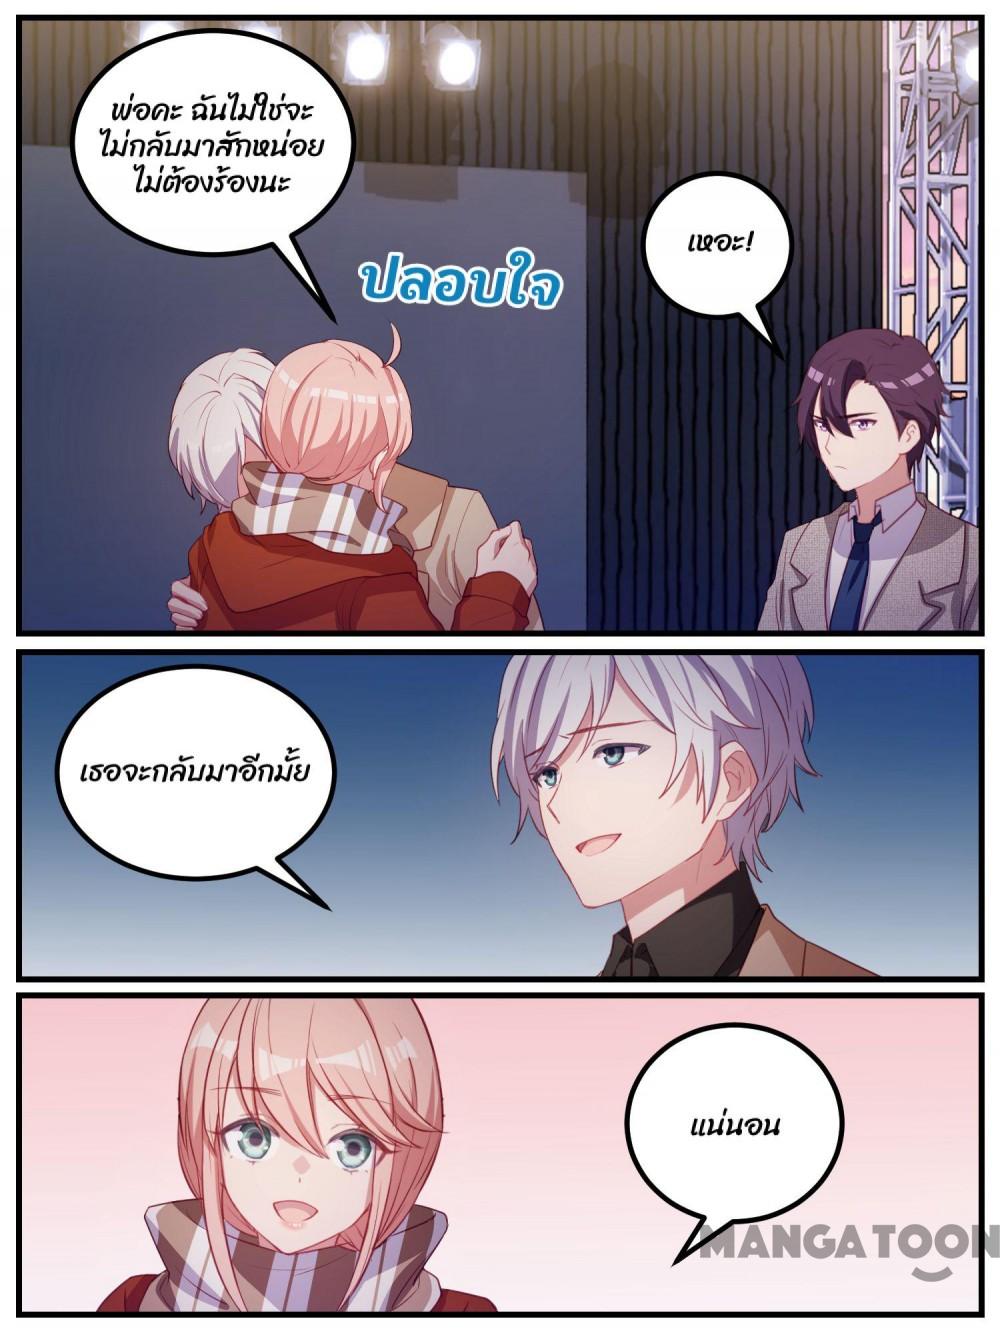 พ่อคะ ฉันไม่ใช่จะ
ไม่กลับมาสักหน่อย
ไม่ต้องร้องนะ
เหอะ!
ปลอบใจ
เธอจะกลับมาอีกมั้ย
แน่นอน
MANGATOON